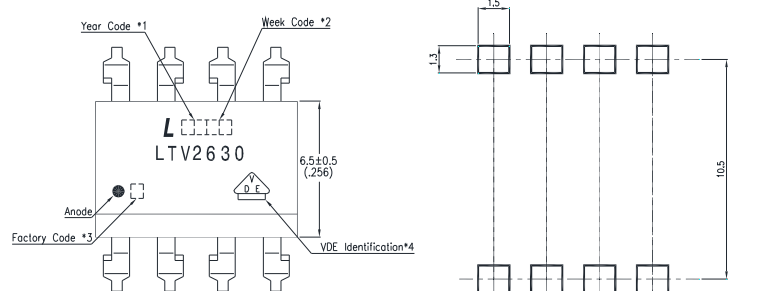 Year Code *1
Week Code *2
L
LTV2630
6.5±0.5
(.256)
V
D E
Anode
Factory Code *3
VDE Identification*4
1.5
1.3
10.5